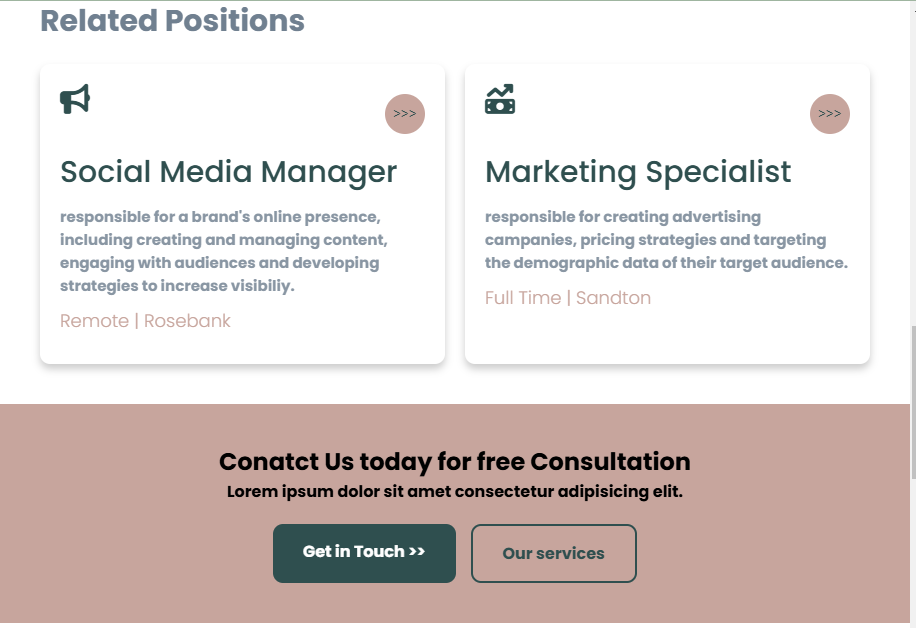 Related Positions
>>>
>>>
Social Media Manager
responsible for a brand's online presence,
including creating and managing content,
engaging with audiences and developing
strategies to increase visibiliy.
Remote | Rosebank
Marketing Specialist
responsible for creating advertising
campaigns, pricing strategies and targeting
the demographic data of their target audience.
Full Time | Sandton
Conatct Us today for free Consultation
Lorem ipsum dolor sit amet consectetur adipisicing elit.
Get in Touch >>
Our services